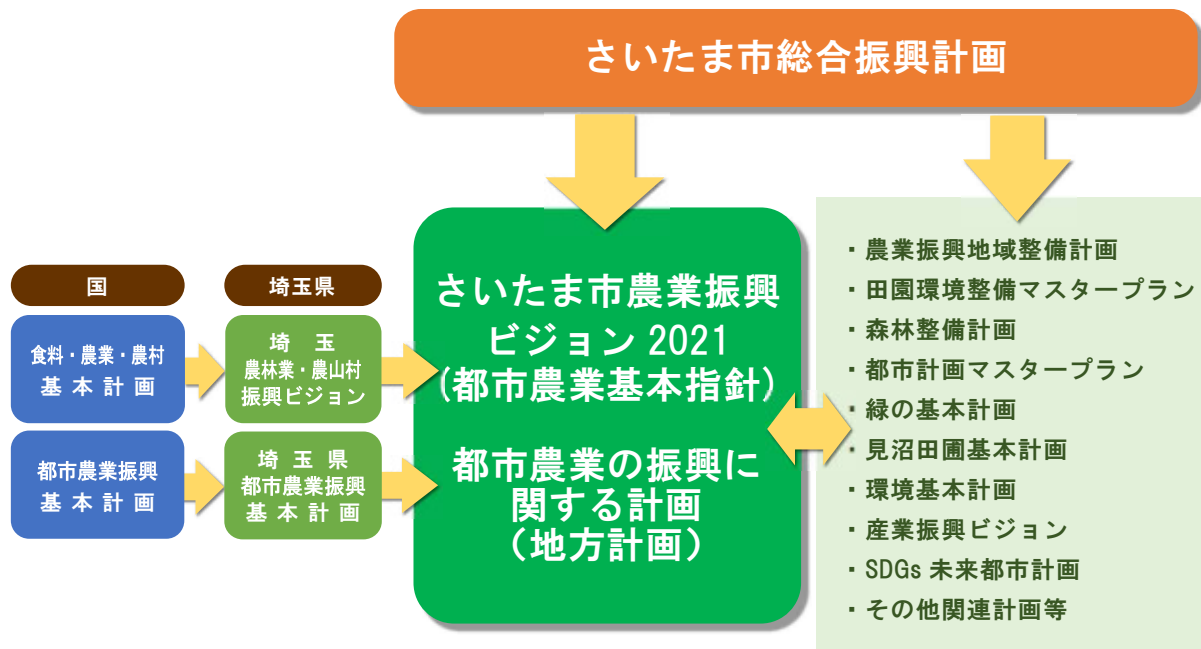 さいたま市総合振興計画
国
食料・農業・農村
基本計画
都市農業振興
基本計画
埼玉県
埼玉
農林業・農山村
振興ビジョン
埼玉県
都市農業振興
基本計画
さいたま市農業振興
ビジョン 2021
(都市農業基本指針)
都市農業の振興に
関する計画
(地方計画)
・農業振興地域整備計画
・田園環境整備マスタープラン
・森林整備計画
・都市計画マスタープラン
・緑の基本計画
・見沼田圃基本計画
・環境基本計画
・産業振興ビジョン
・SDGs 未来都市計画
・その他関連計画等